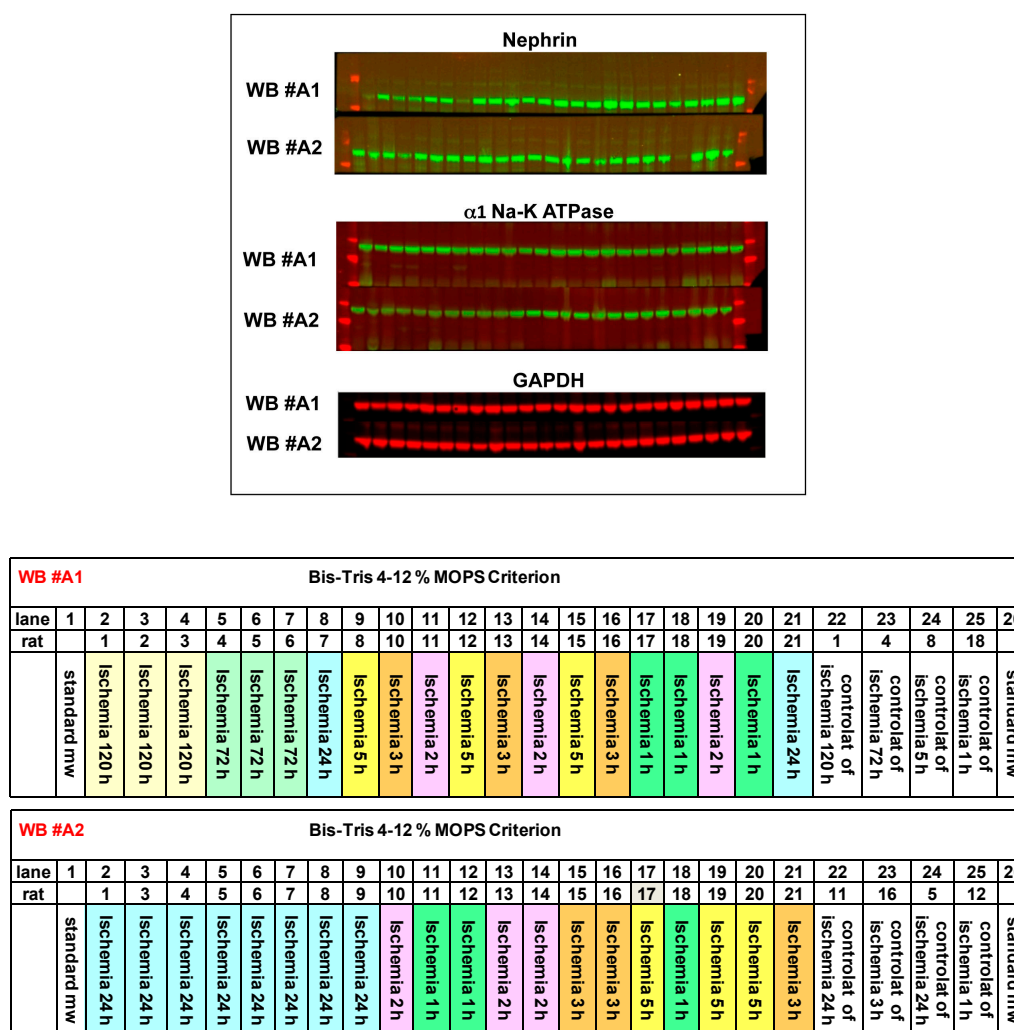 Nephrin
WB #A1
WB #A2
α1 Na-K ATPase
WB #A1
WB #A2
GAPDH
WB #A1
WB #A2
WB #A1 Bis-Tris 4-12 % MOPS Criterion
lane 1 2 3 4 5 6 7 8 9 10 11 12 13 14 15 16 17 18 19 20 21 22 23 24 25
rat 1 2 3 4 5 6 7 8 10 11 12 13 14 15 16 17 18 19 20 21 1 4 8 18
standard mw
Ischemia 120 h
Ischemia 120 h
Ischemia 120 h
Ischemia 72 h
Ischemia 72 h
Ischemia 72 h
Ischemia 24 h
Ischemia 5 h
Ischemia 3 h
Ischemia 2 h
Ischemia 5 h
Ischemia 3 h
Ischemia 2 h
Ischemia 5 h
Ischemia 3 h
Ischemia 1 h
Ischemia 1 h
Ischemia 2 h
Ischemia 1 h
Ischemia 24 h
controlat of
ischemia 120 h
controlat of
ischemia 72 h
controlat of
ischemia 5 h
controlat of
ischemia 1 h
standard mw
WB #A2 Bis-Tris 4-12 % MOPS Criterion
lane 1 2 3 4 5 6 7 8 9 10 11 12 13 14 15 16 17 18 19 20 21 22 23 24 25
rat 1 3 4 5 6 7 8 9 10 11 12 13 14 15 16 17 18 19 20 21 11 16 5 12
standard mw
Ischemia 24 h
Ischemia 24 h
Ischemia 24 h
Ischemia 24 h
Ischemia 24 h
Ischemia 24 h
Ischemia 24 h
Ischemia 24 h
Ischemia 2 h
Ischemia 1 h
Ischemia 1 h
Ischemia 2 h
Ischemia 2 h
Ischemia 3 h
Ischemia 3 h
Ischemia 5 h
Ischemia 1 h
Ischemia 5 h
Ischemia 5 h
Ischemia 3 h
controlat of
ischemia 24 h
controlat of
ischemia 3 h
controlat of
ischemia 24 h
controlat of
ischemia 1 h
standard mw